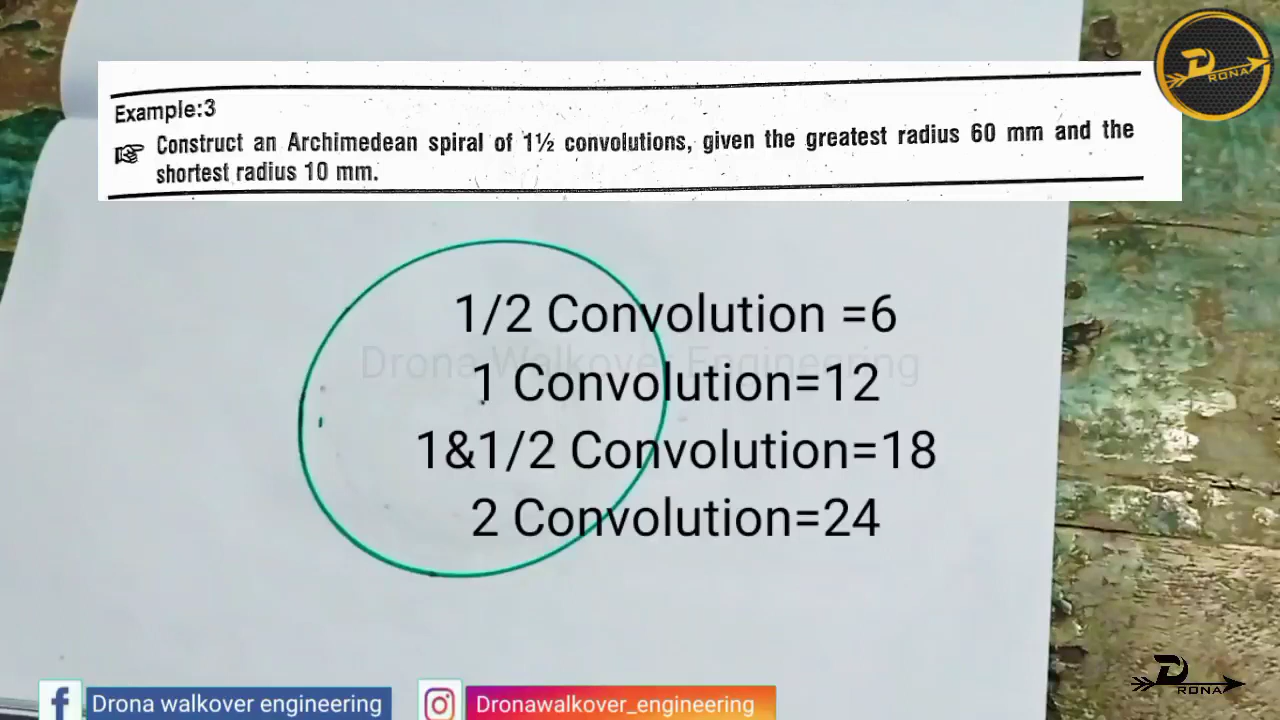 DRONA
Example:3
Construct an Archimedean spiral of 1½ convolutions, given the greatest radius 60 mm and the
shortest radius 10 mm.
1/2 Convolution =6
Drona Walkover Engineering
1 Convolution=12
1&1/2 Convolution=18
2 Convolution=24
DRONA
f Drona walkover engineering
Dronawalkover_engineering